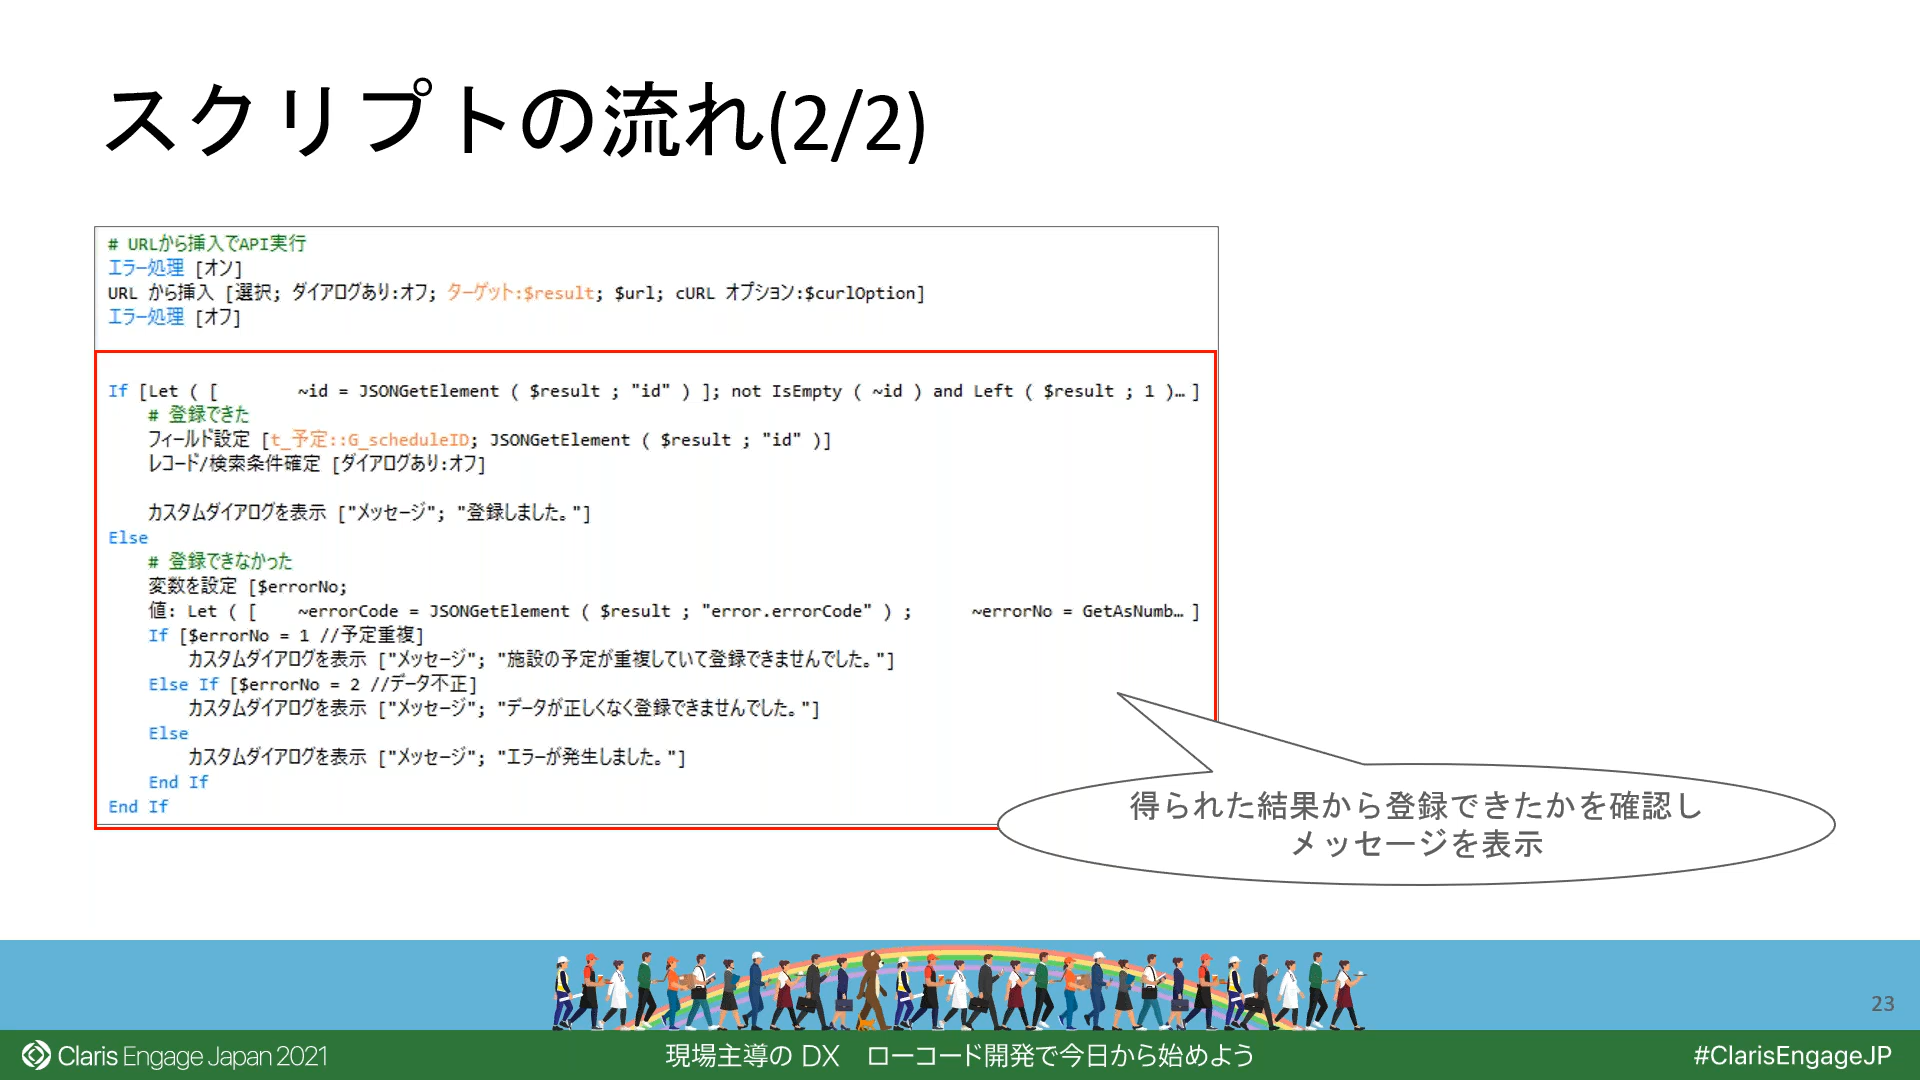 スクリプトの流れ(2/2)
# URLから挿入でAPI実行
エラー処理 [オン]
URL から挿入 [選択; ダイアログあり:オフ; ターゲット:$result; $url; cURL オプション:$curlOption]
エラー処理 [オフ]
If [Let ( [ ~id = JSONGetElement ( $result ; "id" ) ]; not IsEmpty ( ~id ) and Left ( $result ; 1 )… ]
# 登録できた
フィールド設定 [t_予定::G_scheduleID; JSONGetElement ( $result ; "id" )]
レコード/検索条件確定 [ダイアログあり:オフ]
カスタムダイアログを表示 ["メッセージ"; "登録しました。"]
Else
# 登録できなかった
変数を設定 [$errorNo;
値: Let ( [ ~errorCode = JSONGetElement ( $result ; "error.errorCode" ) ; ~errorNo = GetAsNumb… ]
If [$errorNo = 1 //予定重複]
カスタムダイアログを表示 ["メッセージ"; "施設の予定が重複していて登録できませんでした。"]
Else If [$errorNo = 2 //データ不正]
カスタムダイアログを表示 ["メッセージ"; "データが正しくなく登録できませんでした。"]
Else
カスタムダイアログを表示 ["メッセージ"; "エラーが発生しました。"]
End If
End If
得られた結果から登録できたかを確認し
メッセージを表示
23
Claris Engage Japan 2021
現場主導の DX ローコード開発で今日から始めよう
#ClarisEngageJP